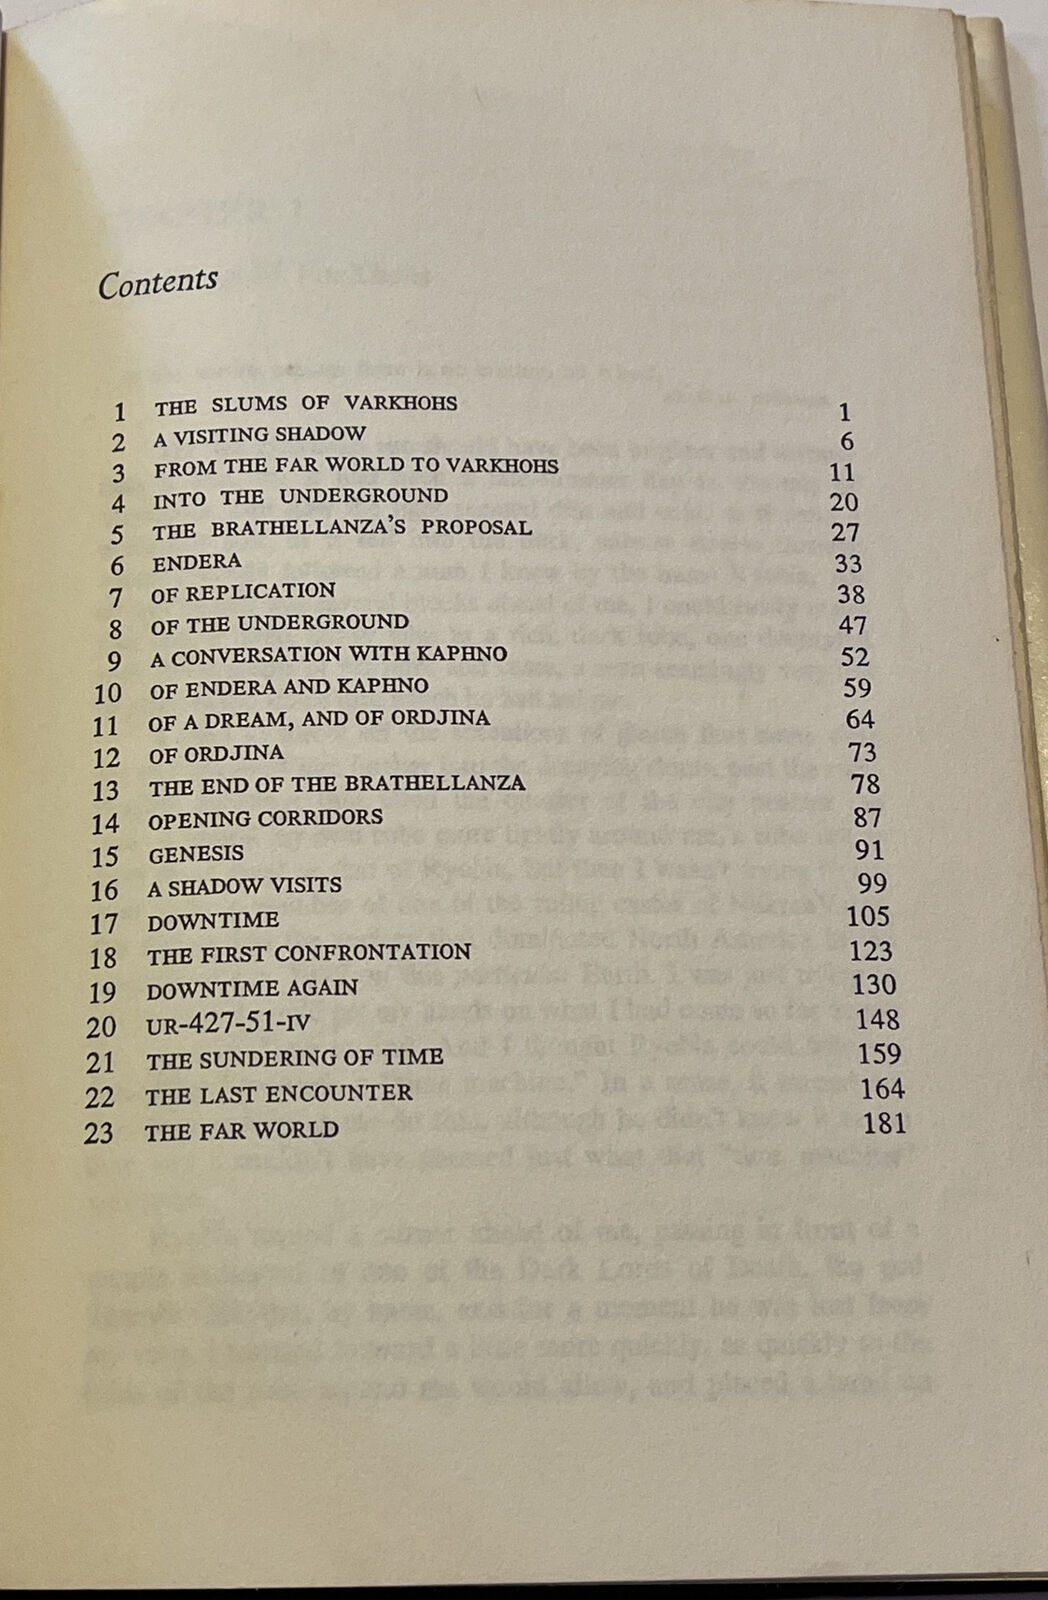 Contents
1 THE SLUMS OF VARKHOHS 1
2 A VISITING SHADOW 6
3 FROM THE FAR WORLD TO VARKHOHS 11
4 INTO THE UNDERGROUND 20
5 THE BRATHELLANZA'S PROPOSAL 27
6 ENDERA 33
7 OF REPLICATION 38
8 OF THE UNDERGROUND 47
9 A CONVERSATION WITH KAPHNO 52
10 OF ENDERA AND KAPHNO 59
11 OF A DREAM, AND OF ORDJINA 64
12 OF ORDJINA 73
13 THE END OF THE BRATHELLANZA 78
14 OPENING CORRIDORS 87
15 GENESIS 91
16 A SHADOW VISITS 99
17 DOWNTIME 105
18 THE FIRST CONFRONTATION 123
19 DOWNTIME AGAIN 130
20 UR-427-51-IV 148
21 THE SUNDERING OF TIME 159
22 THE LAST ENCOUNTER 164
23 THE FAR WORLD 181